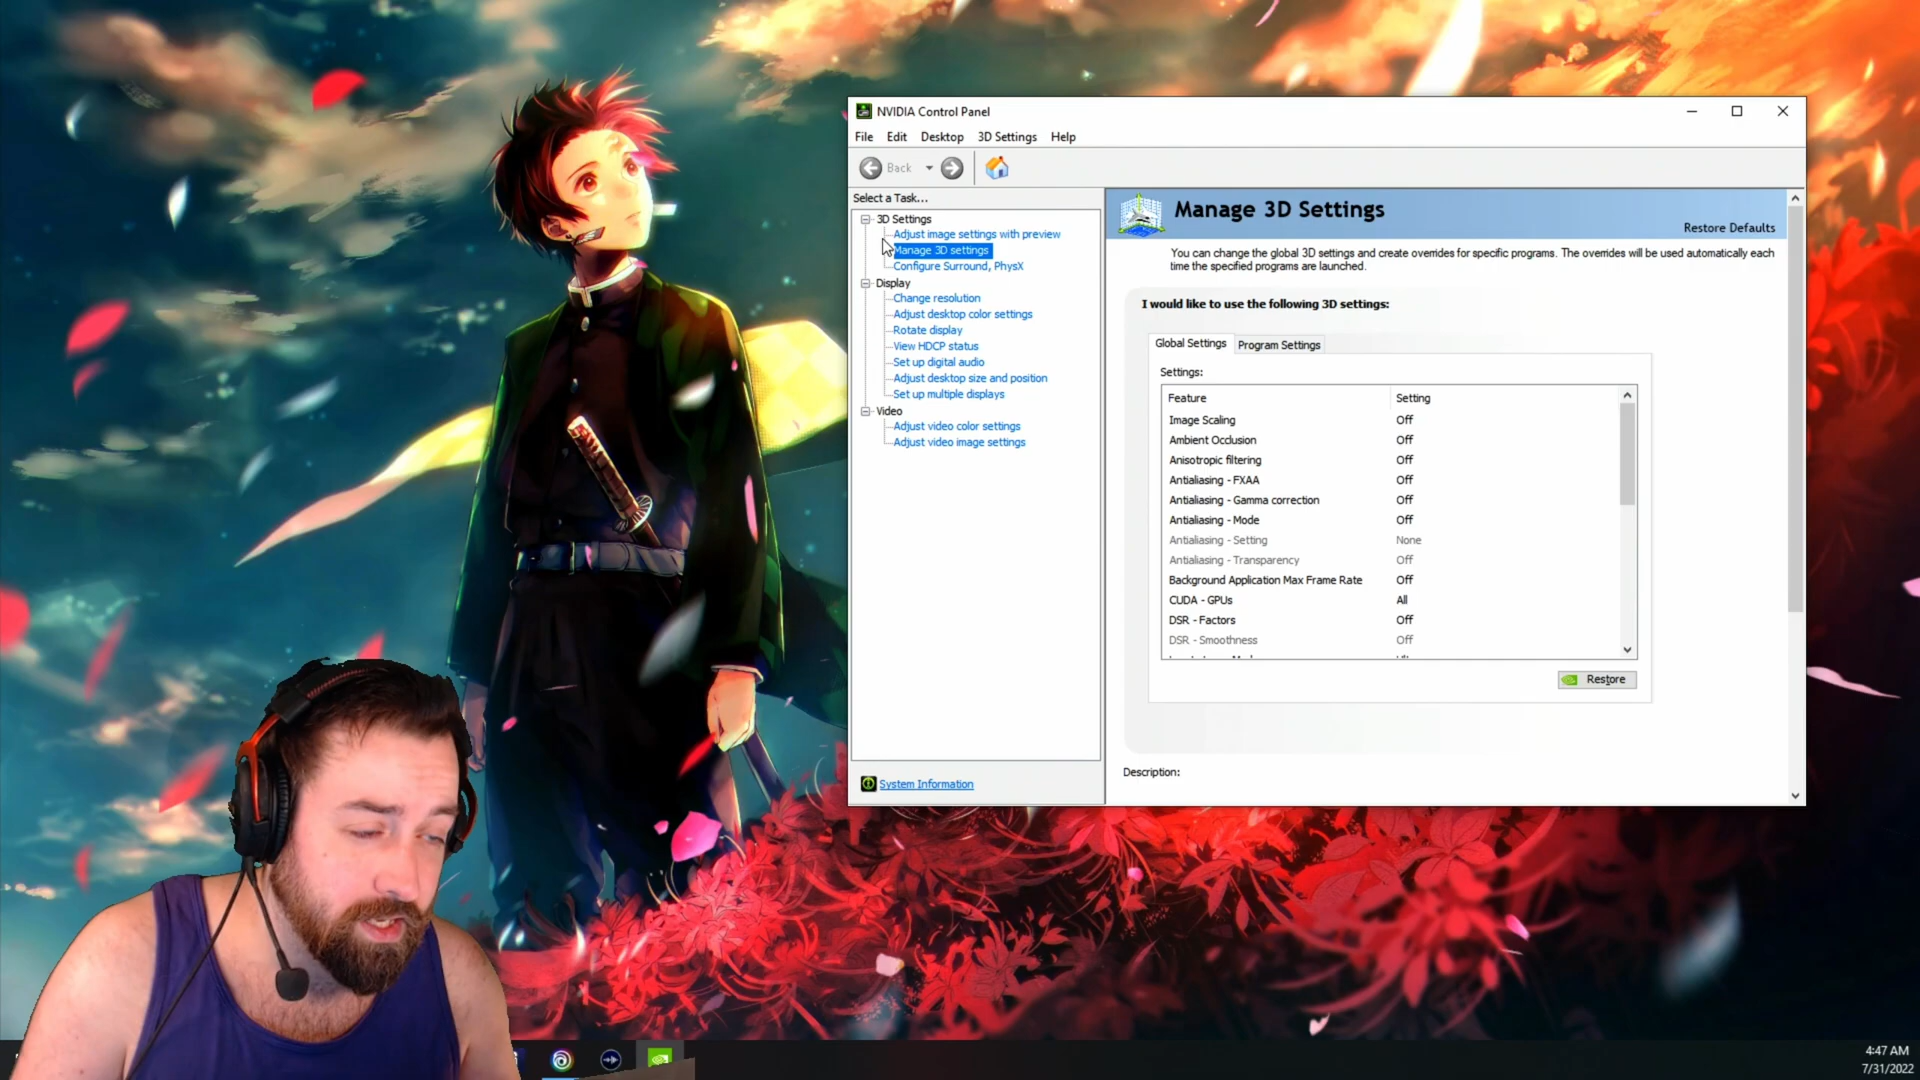 NVIDIA Control Panel
File Edit Desktop 3D Settings Help
Back
Select a Task...
3D Settings
Adjust image settings with preview
Manage 3D settings
Configure Surround, PhysX
Display
Change resolution
Adjust desktop color settings
Rotate display
View HDCP status
Set up digital audio
Adjust desktop size and position
Set up multiple displays
Video
Adjust video color settings
Adjust video image settings
System Information
Manage 3D Settings
Restore Defaults
You can change the global 3D settings and create overrides for specific programs. The overrides will be used automatically each
time the specified programs are launched.
I would like to use the following 3D settings:
Global Settings Program Settings
Settings:
Feature Setting
Image Scaling Off
Ambient Occlusion Off
Anisotropic filtering Off
Antialiasing - FXAA Off
Antialiasing - Gamma correction Off
Antialiasing - Mode Off
Antialiasing - Setting None
Antialiasing - Transparency Off
Background Application Max Frame Rate Off
CUDA - GPUs All
DSR - Factors Off
DSR - Smoothness Off
Restore
Description:
4:47 AM
7/31/2022